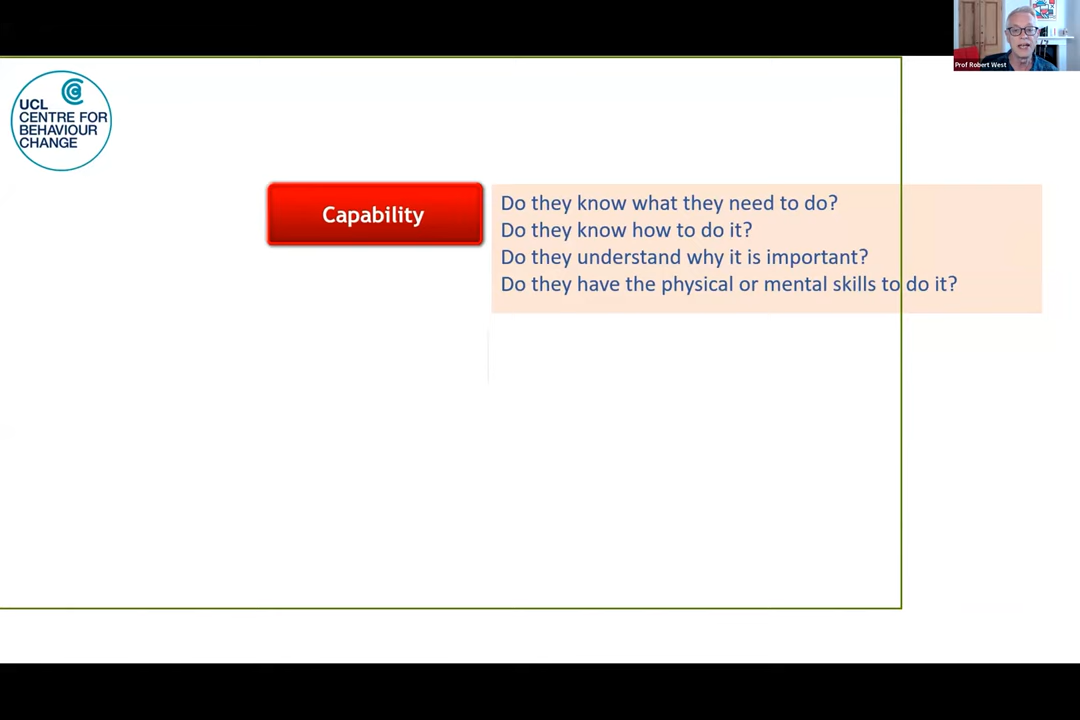 Prof Robert West
UCL
CENTRE FOR
BEHAVIOUR
CHANGE
Capability
Do they know what they need to do?
Do they know how to do it?
Do they understand why it is important?
Do they have the physical or mental skills to do it?